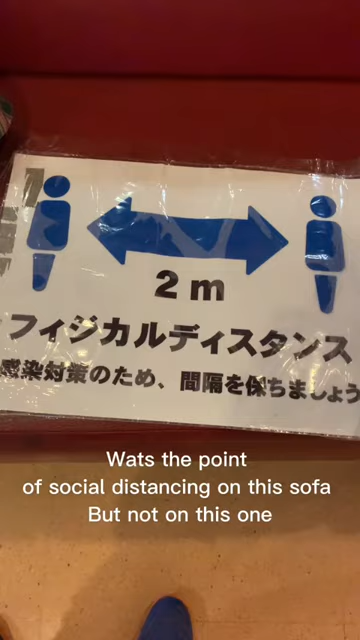 2m
フィジカルディスタンス
感染対策のため、間隔を保ちましょう
Wats the point
of social distancing on this sofa
But not on this one